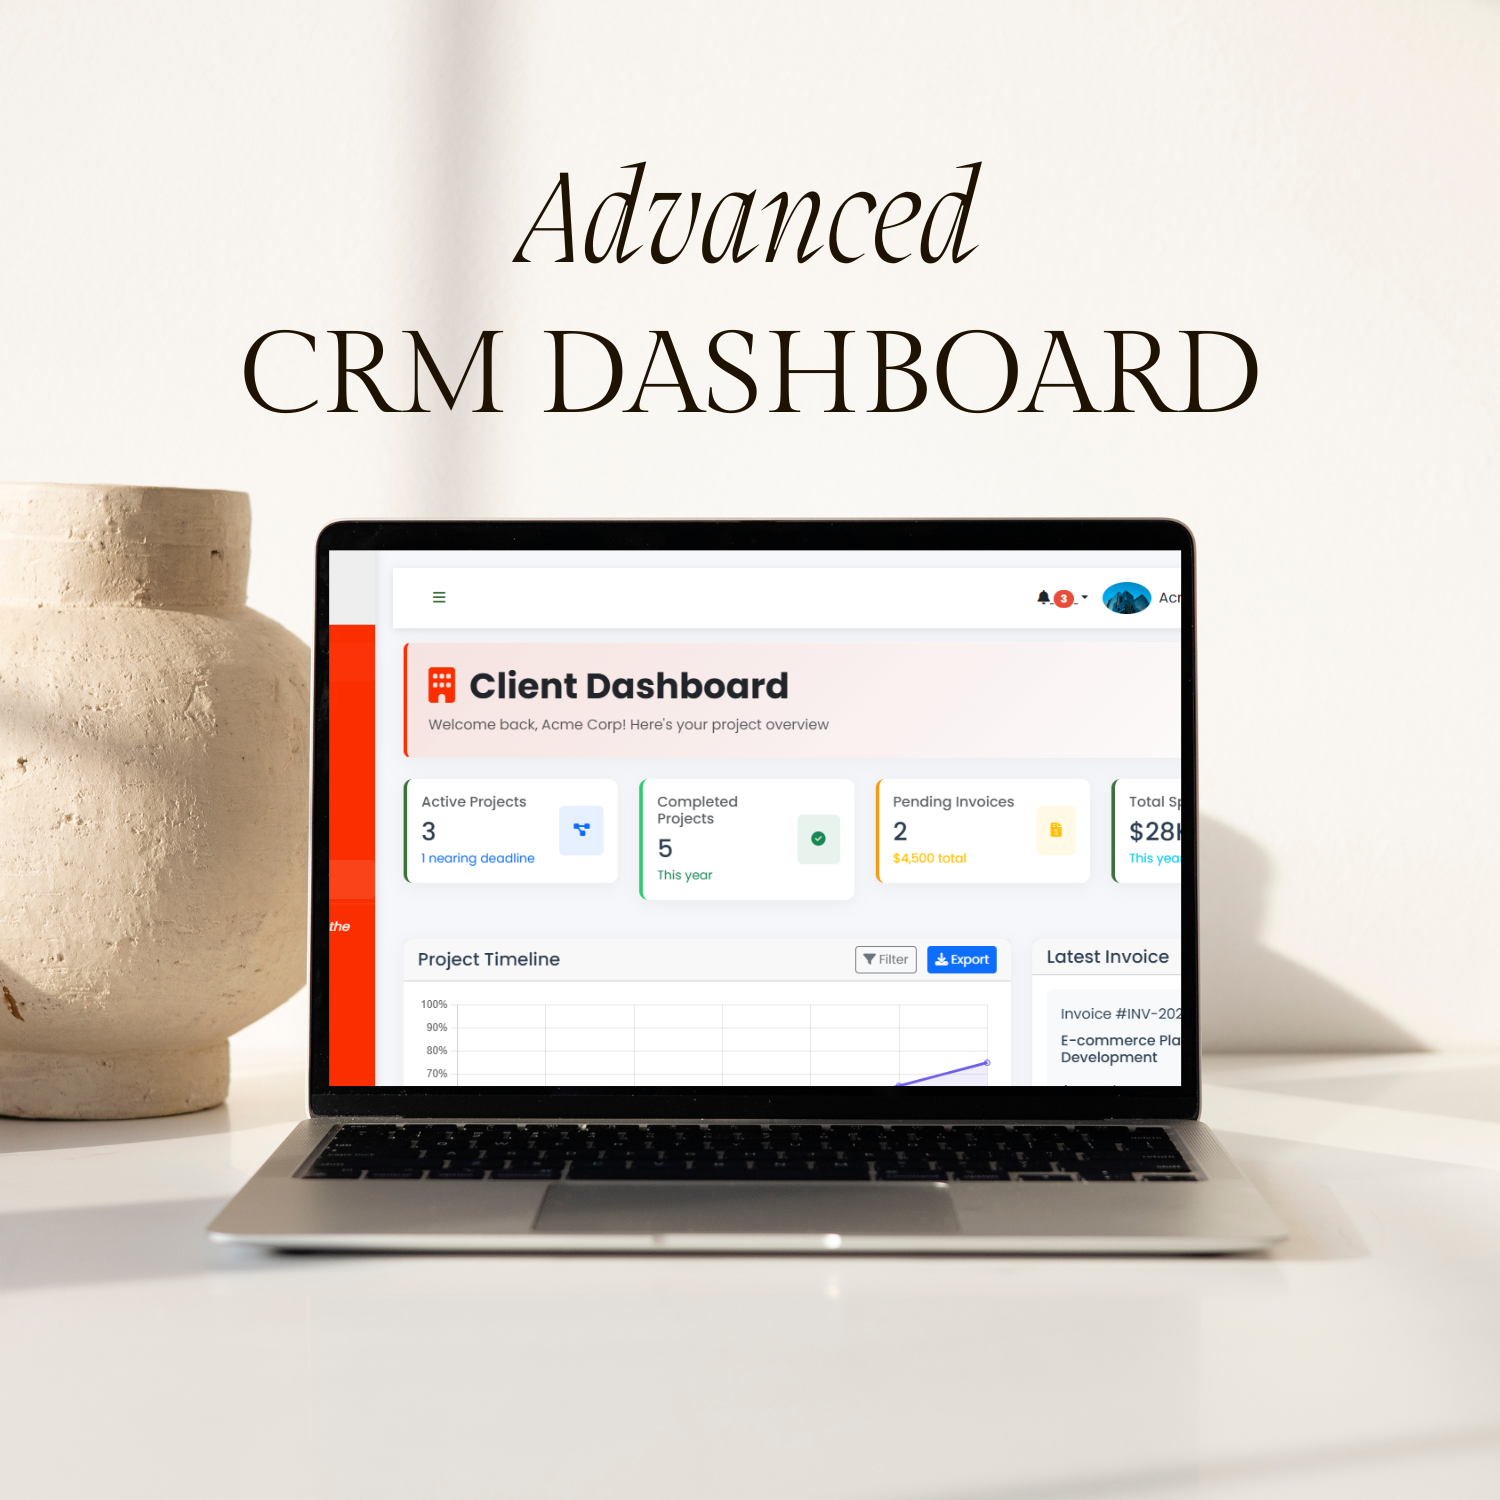 Advanced
CRM DASHBOARD
3
Acr
Client Dashboard
Welcome back, Acme Corp! Here's your project overview
Active Projects
3
1 nearing deadline
Completed
Projects
5
This year
Pending Invoices
2
$4,500 total
Total Sp
$28K
This yea
the
Project Timeline
Filter
Export
100%
90%
80%
70%
Latest Invoice
Invoice #INV-202
E-commerce Pla
Development